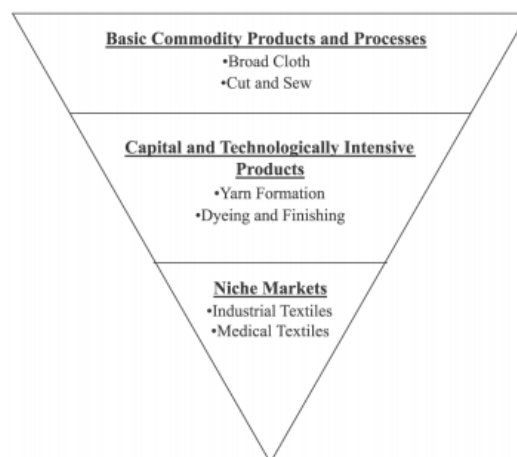 Basic Commodity Products and Processes
•Broad Cloth
•Cut and Sew
Capital and Technologically Intensive
Products
•Yarn Formation
•Dyeing and Finishing
Niche Markets
•Industrial Textiles
•Medical Textiles